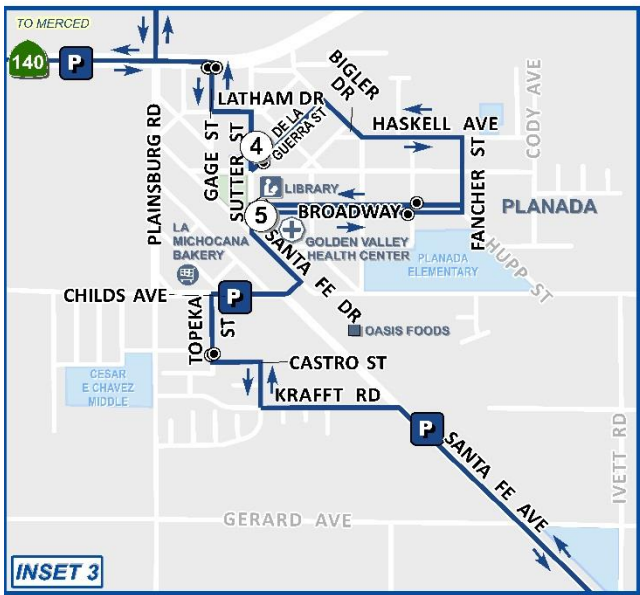 TO MERCED
140
P
PLAINSBURG RD
GAGE ST
SUTTER ST
LATHAM DR
DE LA
GUERRA ST
BIGLER
DR
HASKELL AVE
CODY AVE
4
LIBRARY
5
BROADWAY
FANCHER ST
PLANADA
LA
MICHOCANA
BAKERY
SANTA FE DR
GOLDEN VALLEY
HEALTH CENTER
PLANADA
ELEMENTARY
HUPP ST
CHILDS AVE
P
TOPEKA
ST
OASIS FOODS
CESAR
E CHAVEZ
MIDDLE
CASTRO ST
KRAFFT RD
P
SANTA FE AVE
IVETT RD
GERARD AVE
INSET 3